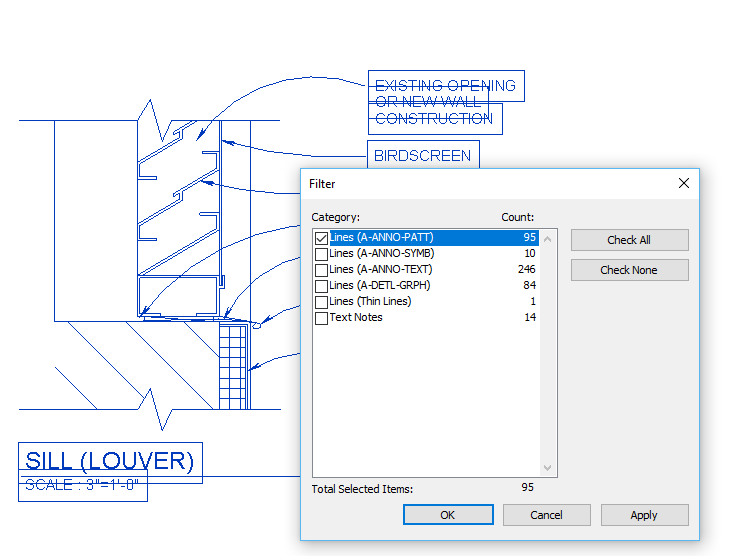 EXISTING OPENING
OR NEW WALL
CONSTRUCTION
BIRDSCREEN
SILL (LOUVER)
SCALE : 3"=1'-0"
Filter
Category: Count:
Lines (A-ANNO-PATT) 95
Lines (A-ANNO-SYMB) 10
Lines (A-ANNO-TEXT) 246
Lines (A-DETL-GRPH) 84
Lines (Thin Lines) 1
Text Notes 14
Check All
Check None
Total Selected Items: 95
OK Cancel Apply